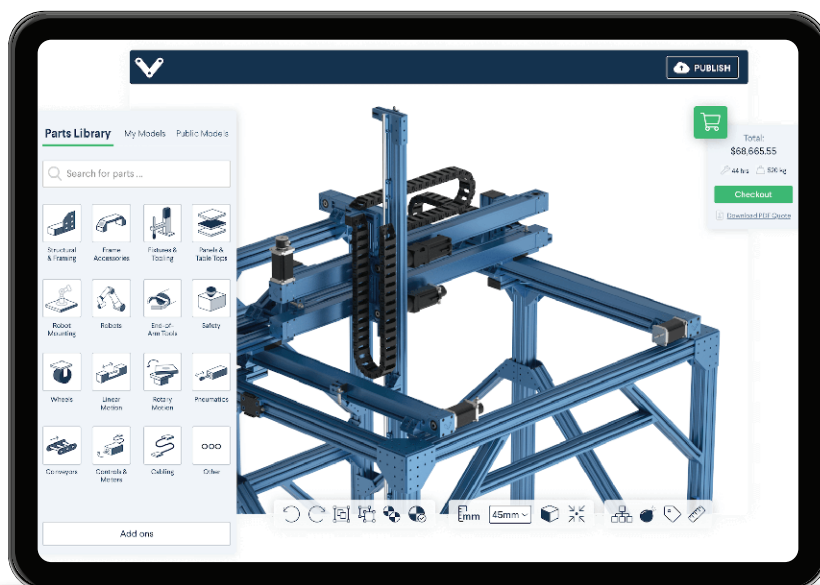 PUBLISH
Parts Library My Models Public Models
Search for parts ...
Total:
$68,665.55
44 hrs 520 kg
Checkout
Download PDF Quote
Structural
& Framing
Frame
Accessories
Fixtures &
Tooling
Panels &
Table Tops
Robot
Mounting
Robots
End-of-
Arm Tools
Safety
Wheels
Linear
Motion
Rotary
Motion
Pneumatics
Conveyors
Controls &
Motors
Cabling
Other
Add ons
mm
45mm